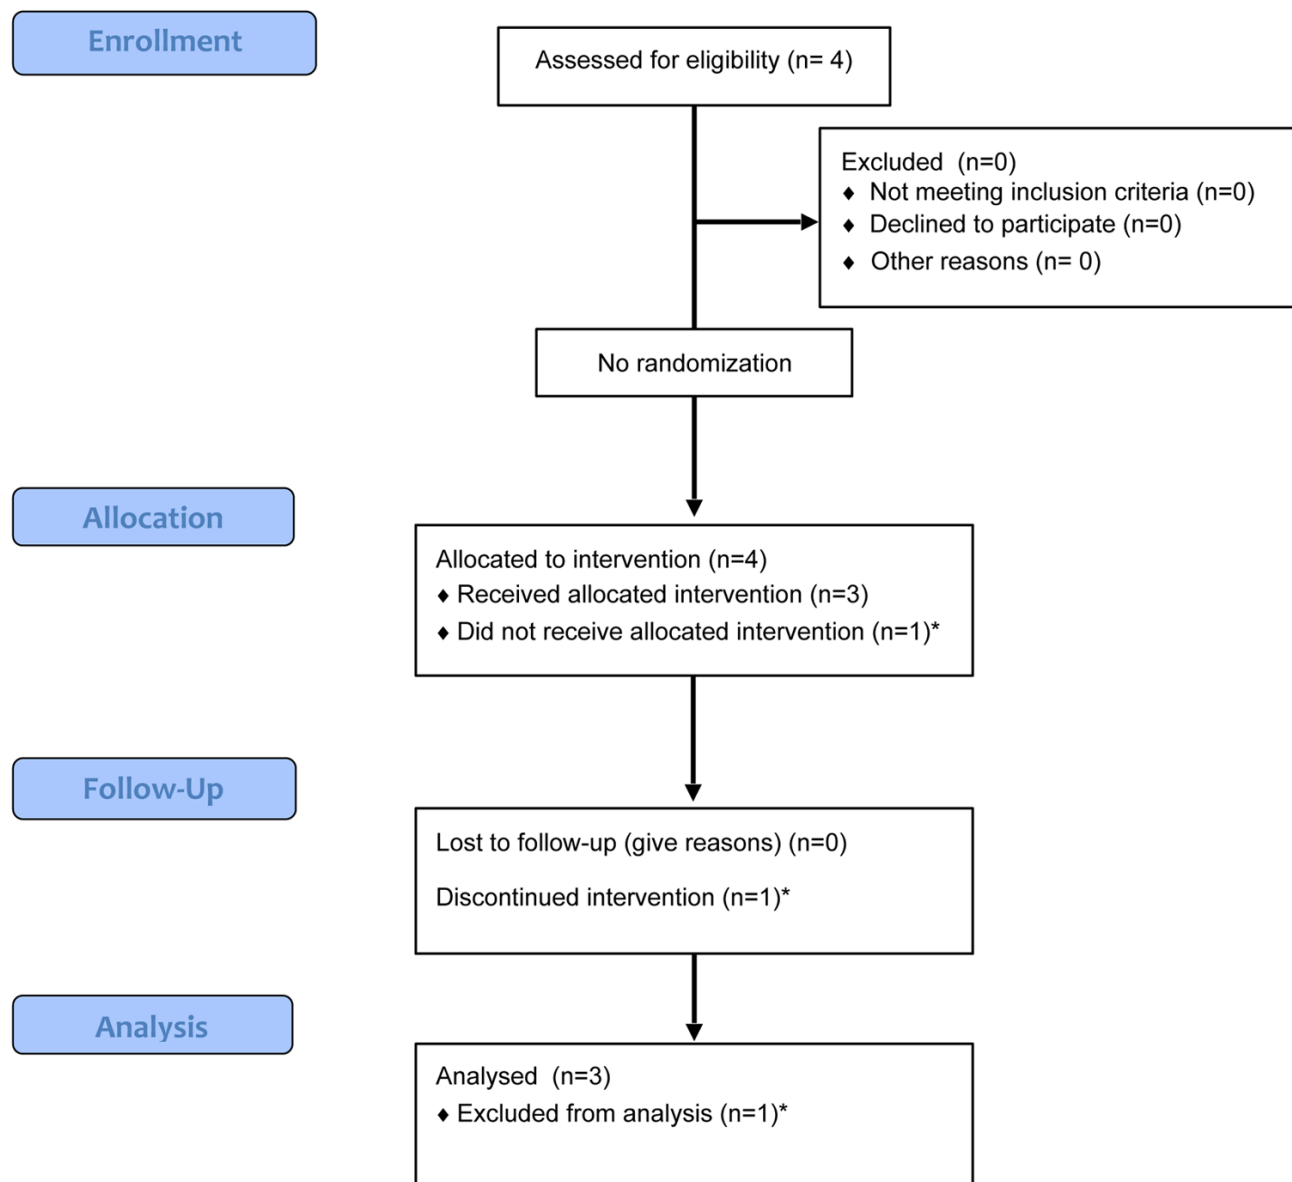 Enrollment
Assessed for eligibility (n= 4)
Excluded  (n=0)
♦ Not meeting inclusion criteria (n=0)
♦ Declined to participate (n=0)
♦ Other reasons (n= 0)
No randomization
Allocation
Allocated to intervention (n=4)
♦ Received allocated intervention (n=3)
♦ Did not receive allocated intervention (n=1)*
Follow-Up
Lost to follow-up (give reasons) (n=0)
Discontinued intervention (n=1)*
Analysis
Analysed  (n=3)
♦ Excluded from analysis (n=1)*